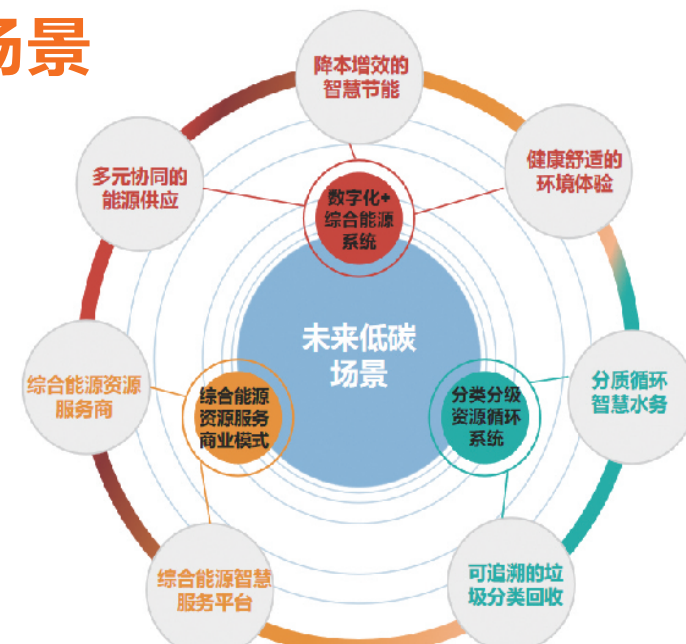 场景
降本增效的
智慧节能
多元协同的
能源供应
健康舒适的
环境体验
数字化+
综合能源
系统
未来低碳
场景
综合能源资源
服务商
综合能源
资源服务
商业模式
分类分级
资源循环
系统
分质循环
智慧水务
综合能源智慧
服务平台
可追溯的垃
圾分类回收